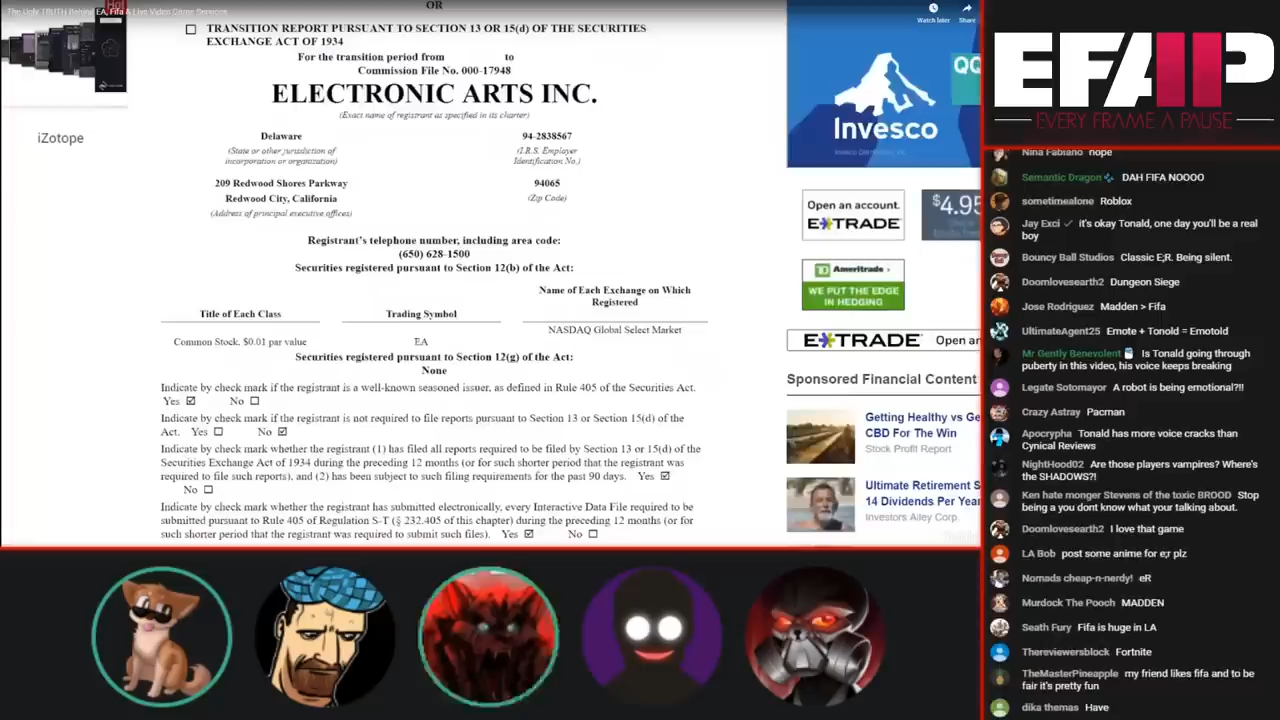 The Ugly TRUTH Behind EA, Fifa & Live Video Game Services
Watch later
Share
OR
☐ TRANSITION REPORT PURSUANT TO SECTION 13 OR 15(d) OF THE SECURITIES
EXCHANGE ACT OF 1934
For the transition period from to
Commission File No. 000-17948
ELECTRONIC ARTS INC.
(Exact name of registrant as specified in its charter)
Delaware 94-2838567
(State or other jurisdiction of (I.R.S. Employer
incorporation or organization) Identification No.)
209 Redwood Shores Parkway 94065
Redwood City, California (Zip Code)
(Address of principal executive offices)
Registrant's telephone number, including area code:
(650) 628-1500
Securities registered pursuant to Section 12(b) of the Act:
Name of Each Exchange on Which
Title of Each Class Trading Symbol Registered
Common Stock, $0.01 par value EA NASDAQ Global Select Market
Securities registered pursuant to Section 12(g) of the Act:
None
Indicate by check mark if the registrant is a well-known seasoned issuer, as defined in Rule 405 of the Securities Act.
Yes ☑ No ☐
Indicate by check mark if the registrant is not required to file reports pursuant to Section 13 or Section 15(d) of the
Act. Yes ☐ No ☑
Indicate by check mark whether the registrant (1) has filed all reports required to be filed by Section 13 or 15(d) of the
Securities Exchange Act of 1934 during the preceding 12 months (or for such shorter period that the registrant was
required to file such reports), and (2) has been subject to such filing requirements for the past 90 days. Yes ☑
No ☐
Indicate by check mark whether the registrant has submitted electronically, every Interactive Data File required to be
submitted pursuant to Rule 405 of Regulation S-T (§ 232.405 of this chapter) during the preceding 12 months (or for
such shorter period that the registrant was required to submit such files). Yes ☑ No ☐
iZotope
QQ
Invesco
Open an account.
E*TRADE
$4.95
TD Ameritrade
WE PUT THE EDGE
IN HEDGING
E*TRADE Open an
Sponsored Financial Content
Getting Healthy vs Ge
CBD For The Win
Stock Profit Report
Ultimate Retirement S
14 Dividends Per Year
Investors Alley Corp.
EFAP
EVERY FRAME A PAUSE
Nina Fabiano nope
Semantic Dragon DAH FIFA NOOOO
sometimealone Roblox
Jay Exci ✓ it's okay Tonald, one day you'll be a real
boy
Bouncy Ball Studios Classic E;R. Being silent.
Doomlovesearth2 Dungeon Siege
Jose Rodriguez Madden > Fifa
UltimateAgent25 Emote + Tonold = Emotold
Mr Gently Benevolent Is Tonald going through
puberty in this video, his voice keeps breaking
Legate Sotomayor A robot is being emotional?!!
Crazy Astray Pacman
Apocrypha Tonald has more voice cracks than
Cynical Reviews
NightHood02 Are those players vampires? Where's
the SHADOWS?!
Ken hate monger Stevens of the toxic BROOD Stop
being a you dont know what your talking about.
Doomlovesearth2 I love that game
LA Bob post some anime for e;r plz
Nomads cheap-n-nerdy! eR
Murdock The Pooch MADDEN
Seath Fury Fifa is huge in LA
Thereviewersblock Fortnite
TheMasterPineapple my friend likes fifa and to be
fair it's pretty fun
dika thomas Have